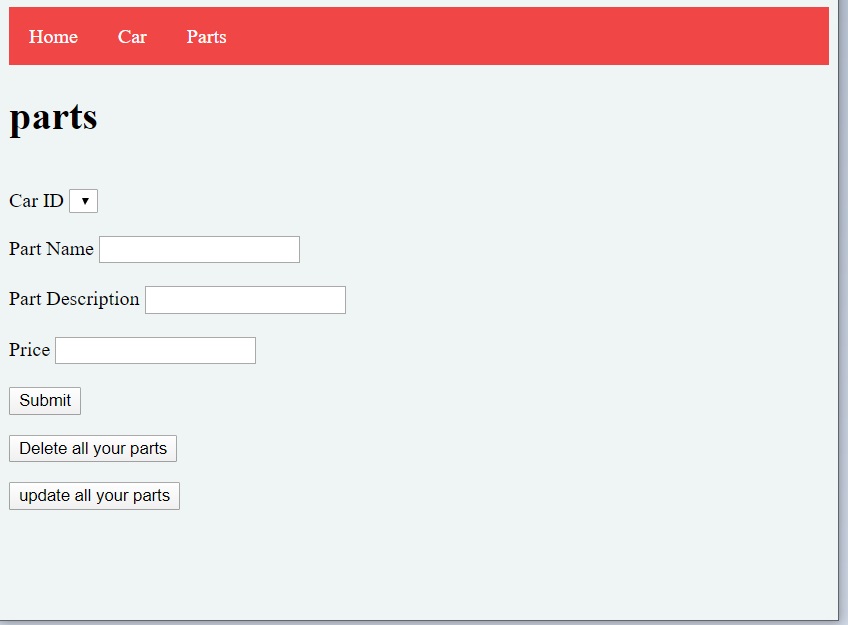 Home Car Parts
parts
Car ID
Part Name
Part Description
Price
Submit
Delete all your parts
update all your parts